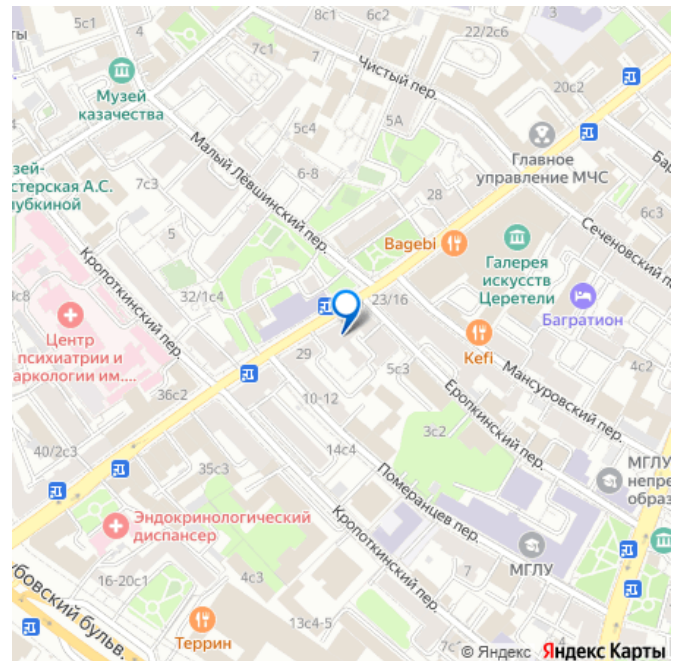 5с1
8с1
6с2
22/2с6
7с1
7
20с2
Музей
казачества
Чистый пер.
5А
5с4
Главное
управление МЧС
Малый Лёвшинский пер.
6-8
7с3
28
6с3
Сеченовский
5
Bagebi
Галерея
искусств
Церетели
Багратион
Кропоткинский пер.
32/1с4
23/16
Центр
психиатрии и
29
Kefi
5с3
4с2
36с2
10-12
Мансуровский пер.
Еропкинский пер.
3с2
40/2с3
14с4
35с3
МГЛУ
Померанцев пер.
Эндокринологический
диспансер
Кропоткинский пер.
МГЛУ
16-20с1
4с3
7
13с4-5
Террин
бульв.
© Яндекс Яндекс Карты